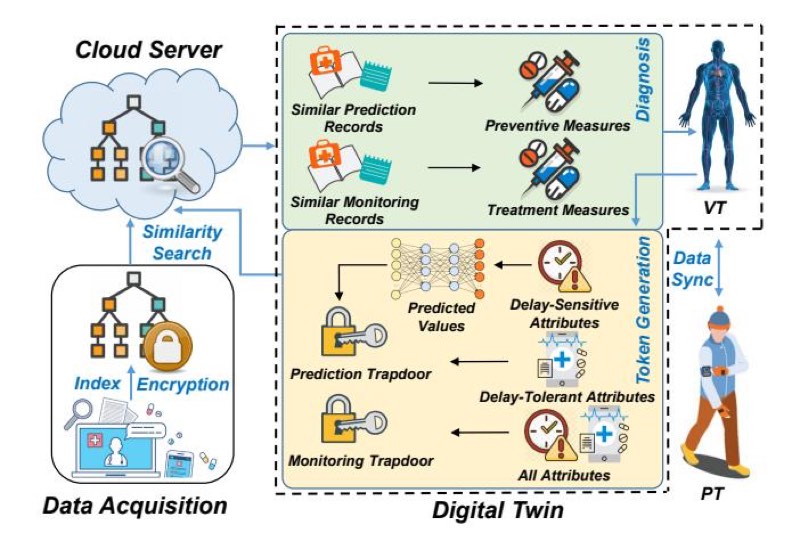 Cloud Server
Similar Prediction
Records
Preventive Measures
Similar Monitoring
Records
Treatment Measures
Diagnosis
VT
Similarity
Search
Predicted
Values
Delay-Sensitive
Attributes
Token Generation
Data
Sync
Prediction Trapdoor
Delay-Tolerant Attributes
Index
Encryption
Monitoring Trapdoor
All Attributes
PT
Data Acquisition
Digital Twin